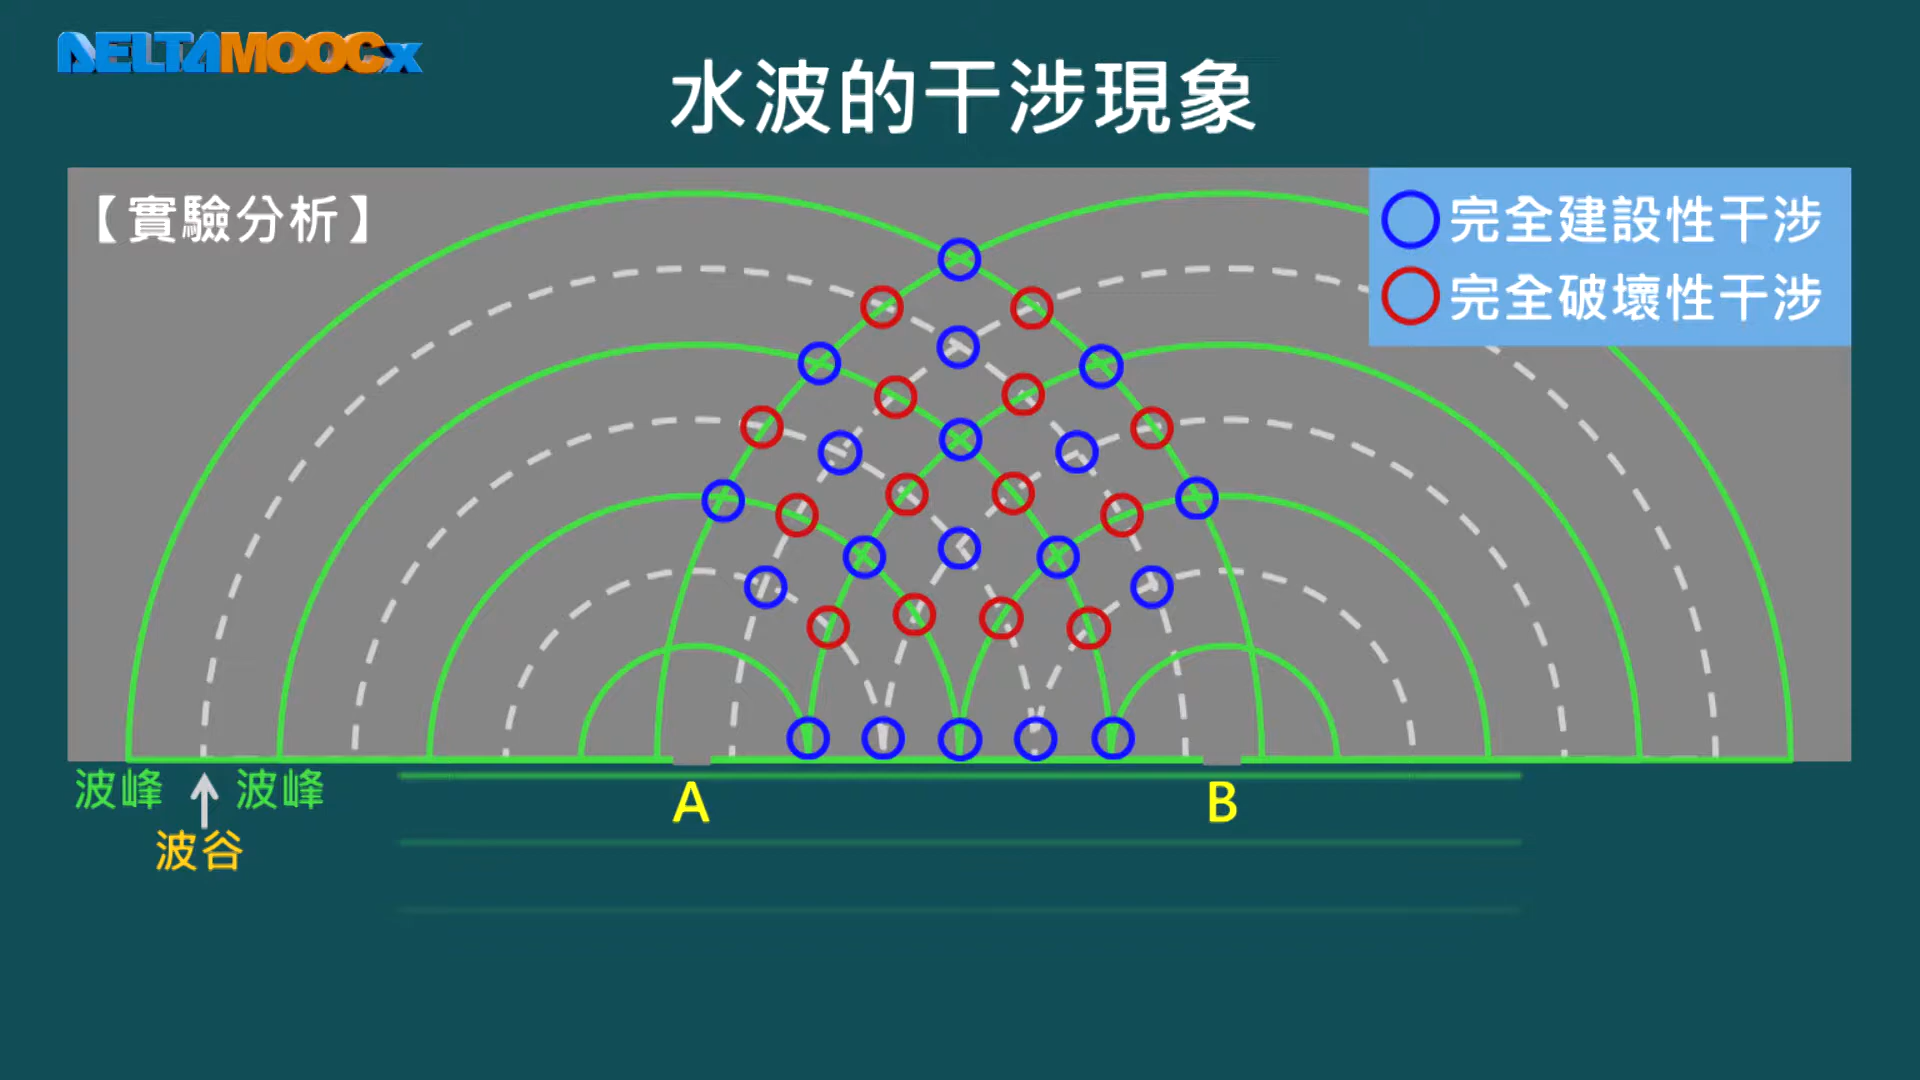 DELTAMOOCx
水波的干涉現象
【實驗分析】
完全建設性干涉
完全破壞性干涉
波峰
波峰
波谷
A
B